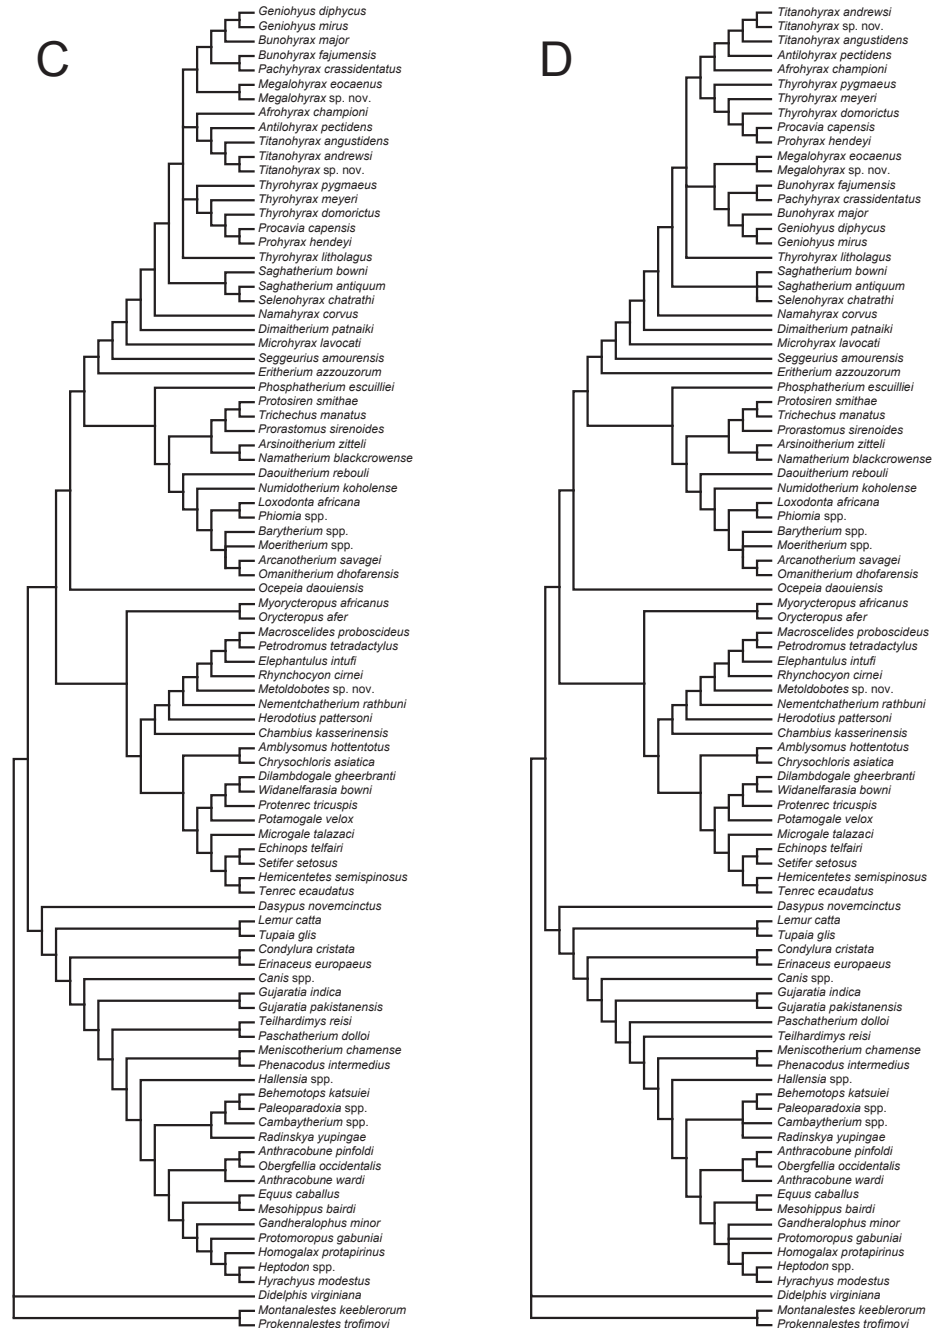 C
Geniohyus diphycus
Geniohyus mirus
Bunohyrax major
Bunohyrax fajumensis
Pachyhyrax crassidentatus
Megalohyrax eocaenus
Megalohyrax sp. nov.
Afrohyrax championi
Antilohyrax pectidens
Titanohyrax angustidens
Titanohyrax andrewsi
Titanohyrax sp. nov.
Thyrohyrax pygmaeus
Thyrohyrax meyeri
Thyrohyrax domorictus
Procavia capensis
Prohyrax hendeyi
Thyrohyrax litholagus
Saghatherium bowni
Saghatherium antiquum
Selenohyrax chatrathi
Namahyrax corvus
Dimaitherium patnaiki
Microhyrax lavocati
Seggeurius amourensis
Eritherium azzouzorum
Phosphatherium escuilliei
Protosiren smithae
Trichechus manatus
Prorastomus sirenoides
Arsinoitherium zitteli
Namatherium blackcrowense
Daouitherium rebouli
Numidotherium koholense
Loxodonta africana
Phiomia spp.
Barytherium spp.
Moeritherium spp.
Arcanotherium savagei
Omanitherium dhofarensis
Ocepeia daouiensis
Myorycteropus africanus
Orycteropus afer
Macroscelides proboscideus
Petrodromus tetradactylus
Elephantulus intufi
Rhynchocyon cirnei
Metoldobotes sp. nov.
Nementchatherium rathbuni
Herodotius pattersoni
Chambius kasserinensis
Amblysomus hottentotus
Chrysochloris asiatica
Dilambdogale gheerbranti
Widanelfarasia bowni
Protenrec tricuspis
Potamogale velox
Microgale talazaci
Echinops telfairi
Setifer setosus
Hemicentetes semispinosus
Tenrec ecaudatus
Dasypus novemcinctus
Lemur catta
Tupaia glis
Condylura cristata
Erinaceus europaeus
Canis spp.
Gujaratia indica
Gujaratia pakistanensis
Teilhardimys reisi
Paschatherium dolloi
Meniscotherium chamense
Phenacodus intermedius
Hallensia spp.
Behemotops katsuiei
Paleoparadoxia spp.
Cambaytherium spp.
Radinskya yupingae
Anthracobune pinfoldi
Obergfellia occidentalis
Anthracobune wardi
Equus caballus
Mesohippus bairdi
Gandheralophus minor
Protomoropus gabuniai
Homogalax protapirinus
Heptodon spp.
Hyrachyus modestus
Didelphis virginiana
Montanalestes keeblerorum
Prokennalestes trofimovi
D
Titanohyrax andrewsi
Titanohyrax sp. nov.
Titanohyrax angustidens
Antilohyrax pectidens
Afrohyrax championi
Thyrohyrax pygmaeus
Thyrohyrax meyeri
Thyrohyrax domorictus
Procavia capensis
Prohyrax hendeyi
Megalohyrax eocaenus
Megalohyrax sp. nov.
Bunohyrax fajumensis
Pachyhyrax crassidentatus
Bunohyrax major
Geniohyus diphycus
Geniohyus mirus
Thyrohyrax litholagus
Saghatherium bowni
Saghatherium antiquum
Selenohyrax chatrathi
Namahyrax corvus
Dimaitherium patnaiki
Microhyrax lavocati
Seggeurius amourensis
Eritherium azzouzorum
Phosphatherium escuilliei
Protosiren smithae
Trichechus manatus
Prorastomus sirenoides
Arsinoitherium zitteli
Namatherium blackcrowense
Daouitherium rebouli
Numidotherium koholense
Loxodonta africana
Phiomia spp.
Barytherium spp.
Moeritherium spp.
Arcanotherium savagei
Omanitherium dhofarensis
Ocepeia daouiensis
Myorycteropus africanus
Orycteropus afer
Macroscelides proboscideus
Petrodromus tetradactylus
Elephantulus intufi
Rhynchocyon cirnei
Metoldobotes sp. nov.
Nementchatherium rathbuni
Herodotius pattersoni
Chambius kasserinensis
Amblysomus hottentotus
Chrysochloris asiatica
Dilambdogale gheerbranti
Widanelfarasia bowni
Protenrec tricuspis
Potamogale velox
Microgale talazaci
Echinops telfairi
Setifer setosus
Hemicentetes semispinosus
Tenrec ecaudatus
Dasypus novemcinctus
Lemur catta
Tupaia glis
Condylura cristata
Erinaceus europaeus
Canis spp.
Gujaratia indica
Gujaratia pakistanensis
Paschatherium dolloi
Teilhardimys reisi
Meniscotherium chamense
Phenacodus intermedius
Hallensia spp.
Behemotops katsuiei
Paleoparadoxia spp.
Cambaytherium spp.
Radinskya yupingae
Anthracobune pinfoldi
Obergfellia occidentalis
Anthracobune wardi
Equus caballus
Mesohippus bairdi
Gandheralophus minor
Protomoropus gabuniai
Homogalax protapirinus
Heptodon spp.
Hyrachyus modestus
Didelphis virginiana
Montanalestes keeblerorum
Prokennalestes trofimovi